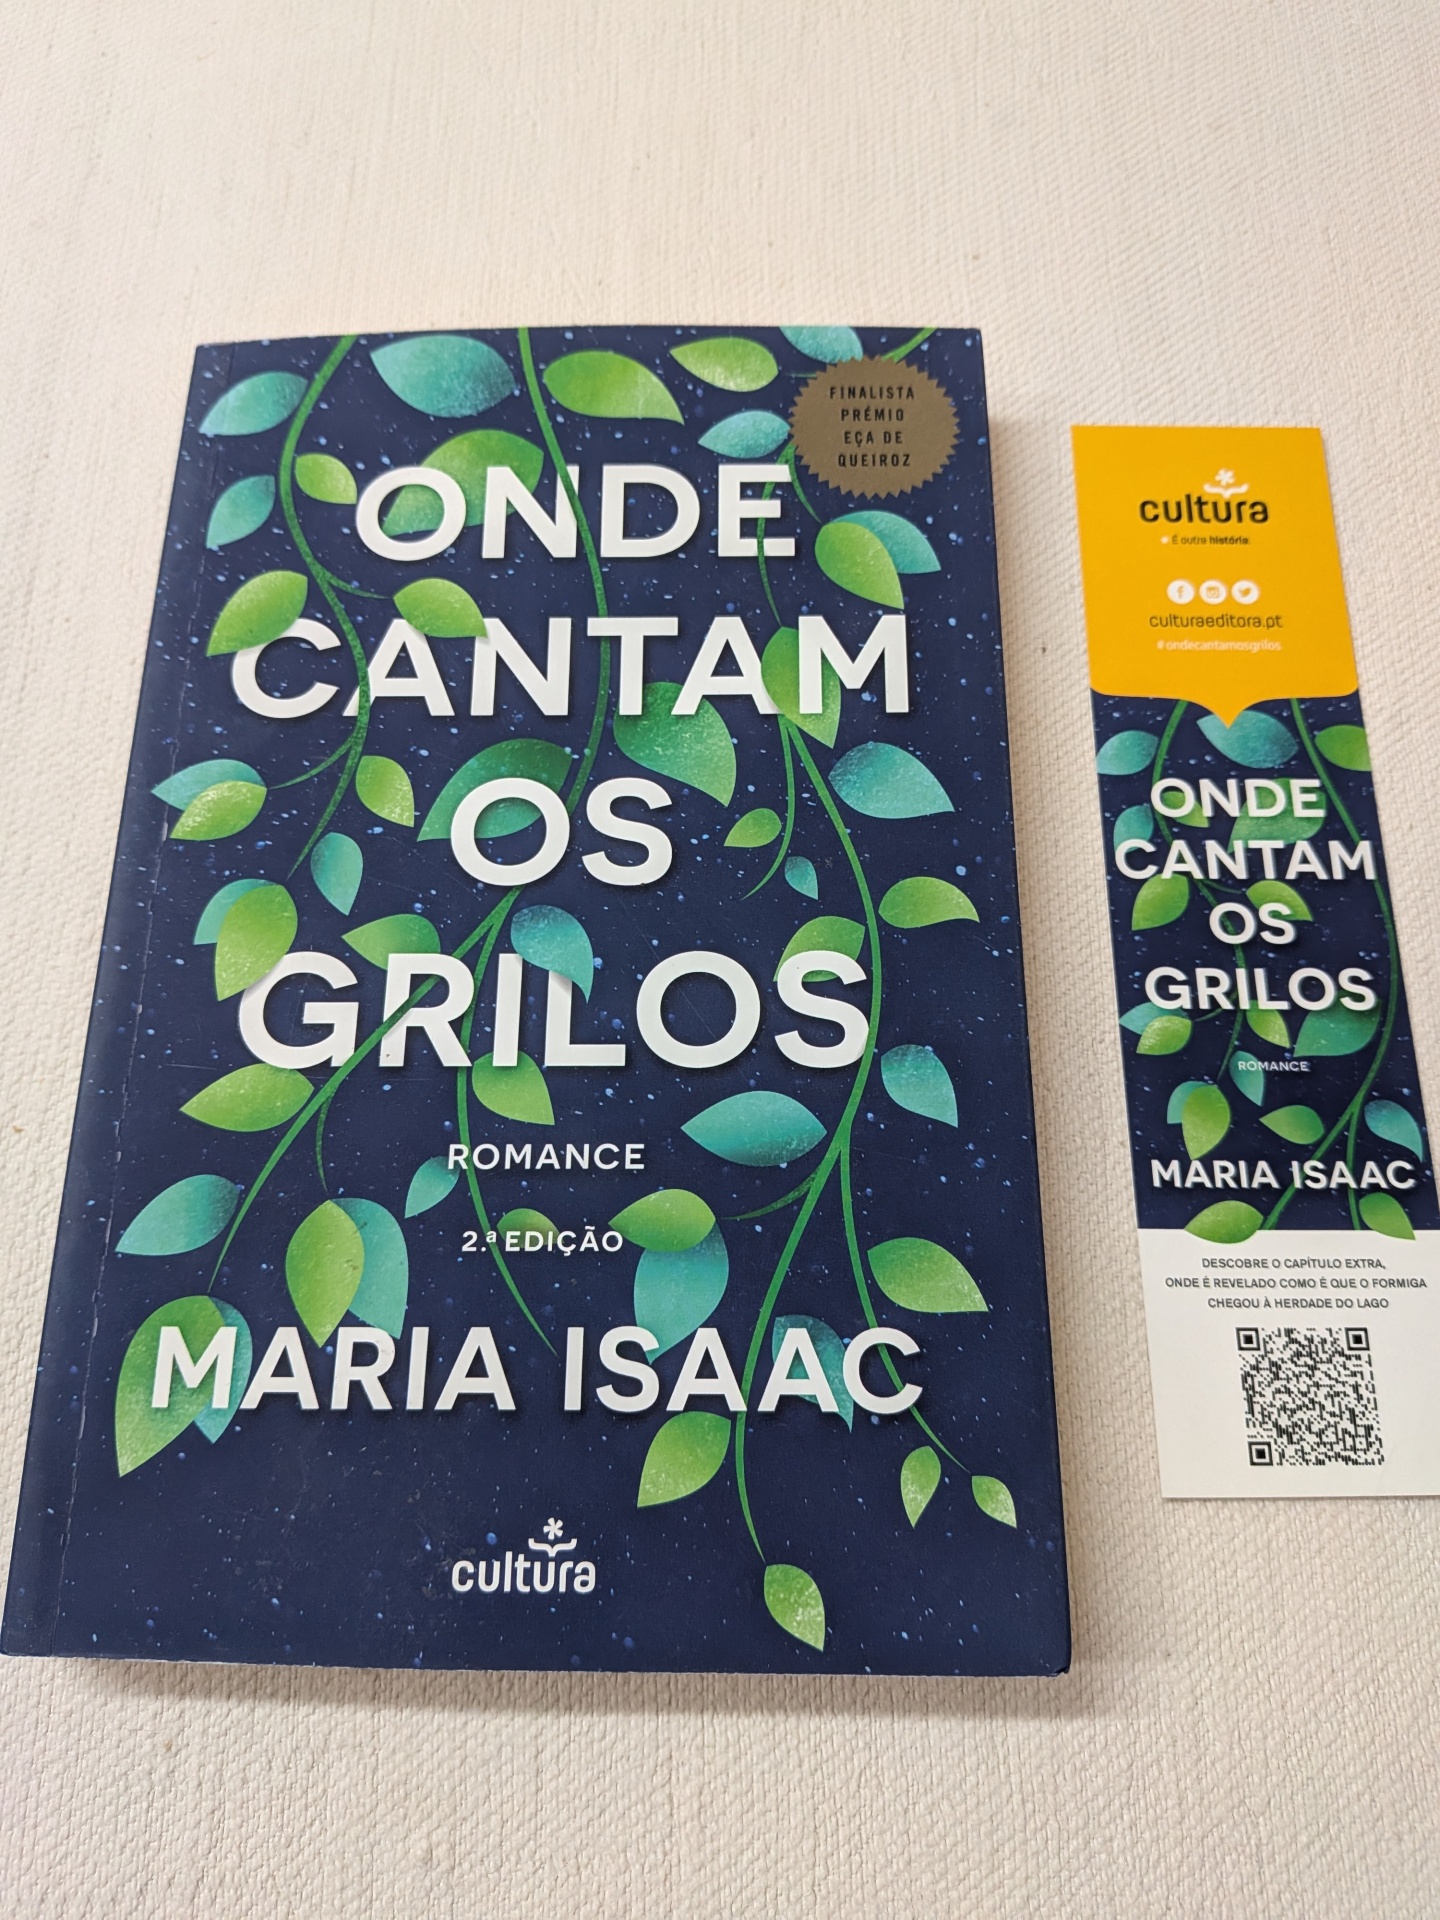 FINALISTA
PRÉMIO
EÇA DE
QUEIROZ
ONDE
CANTAM
OS
GRILOS
ROMANCE
2.ª EDIÇÃO
MARIA ISAAC
cultura
cultura
É outra história.
culturaeditora.pt
#ondecantamosgrilos
ONDE
CANTAM
OS
GRILOS
ROMANCE
MARIA ISAAC
DESCOBRE O CAPÍTULO EXTRA,
ONDE É REVELADO COMO É QUE O FORMIGA
CHEGOU À HERDADE DO LAGO